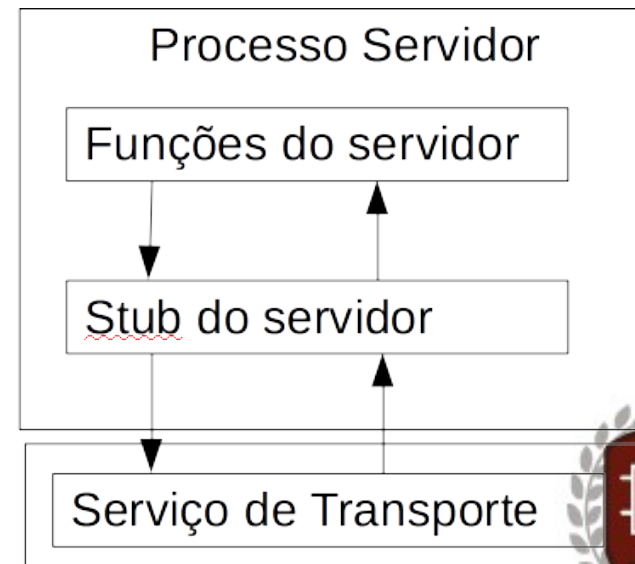 Processo Servidor
Funções do servidor
Stub do servidor
Serviço de Transporte